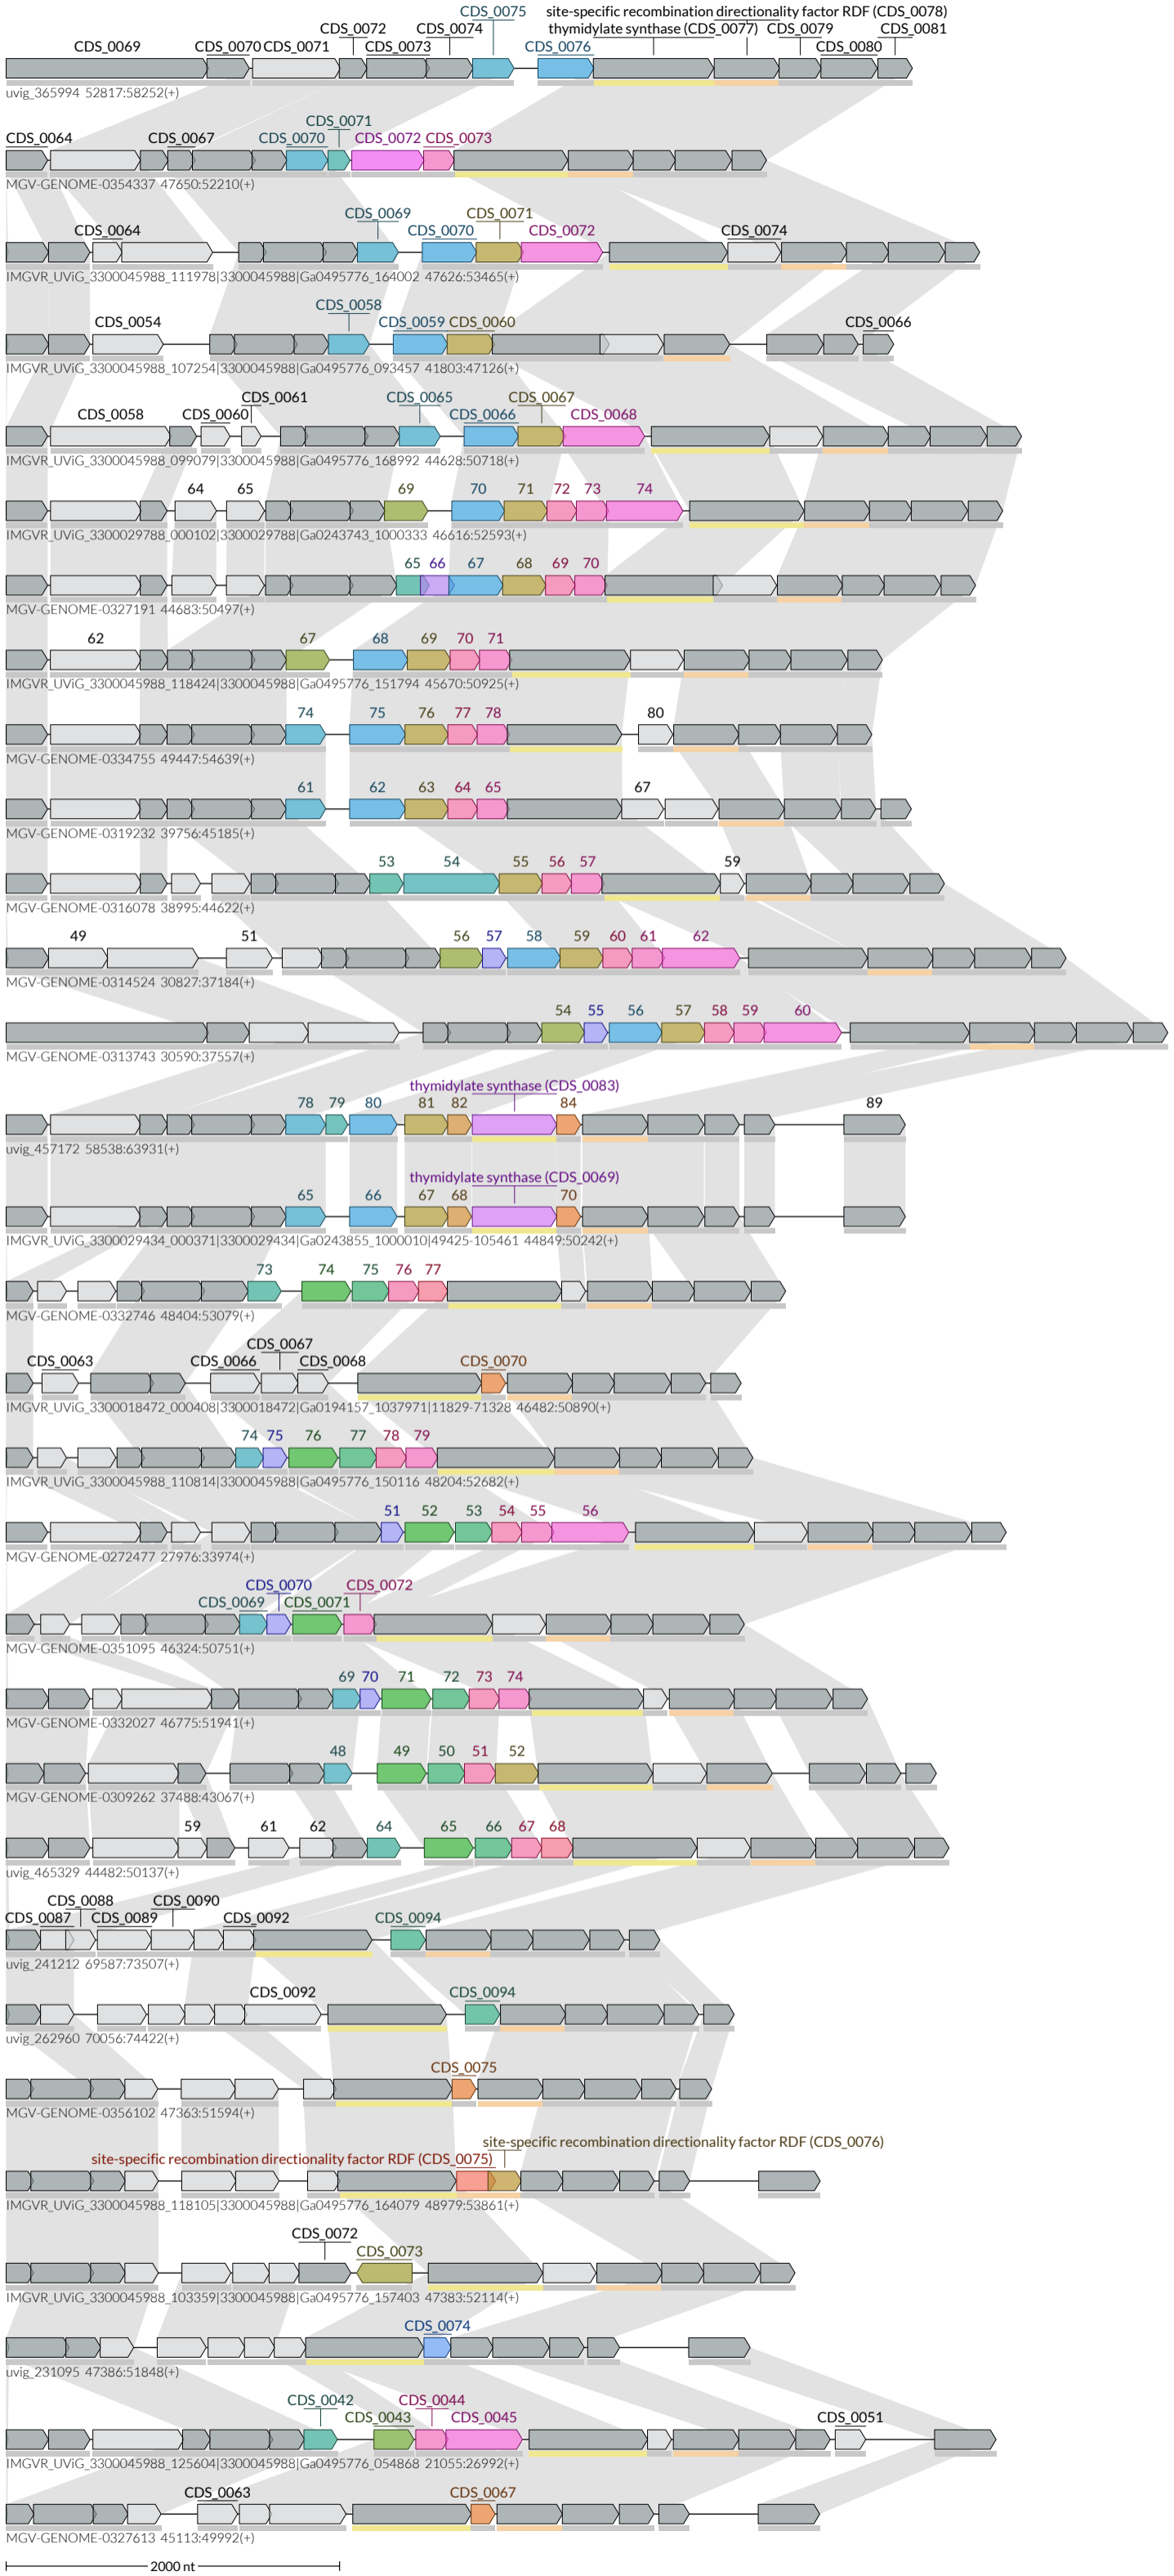 site-specific recombination directionality factor RDF (CDS_0078)
CDS_0075
CDS_0072 CDS_0074 thymidylate synthase (CDS_0077) CDS_0079 CDS_0081
CDS_0069 CDS_0070 CDS_0071 CDS_0073 CDS_0076 CDS_0080
uvig_365994 52817:58252(+)
CDS_0071
CDS_0064 CDS_0067 CDS_0070 CDS_0072 CDS_0073
MGV-GENOME-0354337 47650:52210(+)
CDS_0069 CDS_0071
CDS_0064 CDS_0070 CDS_0072 CDS_0074
IMGVR_UViG_3300045988_111978|3300045988|Ga0495776_164002 47626:53465(+)
CDS_0058
CDS_0054 CDS_0059 CDS_0060 CDS_0066
IMGVR_UViG_3300045988_107254|3300045988|Ga0495776_093457 41803:47126(+)
CDS_0061 CDS_0065 CDS_0067
CDS_0058 CDS_0060 CDS_0066 CDS_0068
IMGVR_UViG_3300045988_099079|3300045988|Ga0495776_168992 44628:50718(+)
64 65 69 70 71 72 73 74
IMGVR_UViG_3300029788_000102|3300029788|Ga0243743_1000333 46616:52593(+)
65 66 67 68 69 70
MGV-GENOME-0327191 44683:50497(+)
62 67 68 69 70 71
IMGVR_UViG_3300045988_118424|3300045988|Ga0495776_151794 45670:50925(+)
74 75 76 77 78 80
MGV-GENOME-0334755 49447:54639(+)
61 62 63 64 65 67
MGV-GENOME-0319232 39756:45185(+)
53 54 55 56 57 59
MGV-GENOME-0316078 38995:44622(+)
49 51 56 57 58 59 60 61 62
MGV-GENOME-0314524 30827:37184(+)
54 55 56 57 58 59 60
MGV-GENOME-0313743 30590:37557(+)
thymidylate synthase (CDS_0083)
78 79 80 81 82 84 89
uvig_457172 58538:63931(+)
thymidylate synthase (CDS_0069)
65 66 67 68 70
IMGVR_UViG_3300029434_000371|3300029434|Ga0243855_1000010|49425-105461 44849:50242(+)
73 74 75 76 77
MGV-GENOME-0332746 48404:53079(+)
CDS_0067
CDS_0063 CDS_0066 CDS_0068 CDS_0070
IMGVR_UViG_3300018472_000408|3300018472|Ga0194157_1037971|11829-71328 46482:50890(+)
74 75 76 77 78 79
IMGVR_UViG_3300045988_110814|3300045988|Ga0495776_150116 48204:52682(+)
51 52 53 54 55 56
MGV-GENOME-0272477 27976:33974(+)
CDS_0070 CDS_0072
CDS_0069 CDS_0071
MGV-GENOME-0351095 46324:50751(+)
69 70 71 72 73 74
MGV-GENOME-0332027 46775:51941(+)
48 49 50 51 52
MGV-GENOME-0309262 37488:43067(+)
59 61 62 64 65 66 67 68
uvig_465329 44482:50137(+)
CDS_0088 CDS_0090
CDS_0087 CDS_0089 CDS_0092 CDS_0094
uvig_241212 69587:73507(+)
CDS_0092 CDS_0094
uvig_262960 70056:74422(+)
CDS_0075
MGV-GENOME-0356102 47363:51594(+)
site-specific recombination directionality factor RDF (CDS_0076)
site-specific recombination directionality factor RDF (CDS_0075)
IMGVR_UViG_3300045988_118105|3300045988|Ga0495776_164079 48979:53861(+)
CDS_0072
CDS_0073
IMGVR_UViG_3300045988_103359|3300045988|Ga0495776_157403 47383:52114(+)
CDS_0074
uvig_231095 47386:51848(+)
CDS_0042 CDS_0044
CDS_0043 CDS_0045 CDS_0051
IMGVR_UViG_3300045988_125604|3300045988|Ga0495776_054868 21055:26992(+)
CDS_0063 CDS_0067
MGV-GENOME-0327613 45113:49992(+)
2000 nt